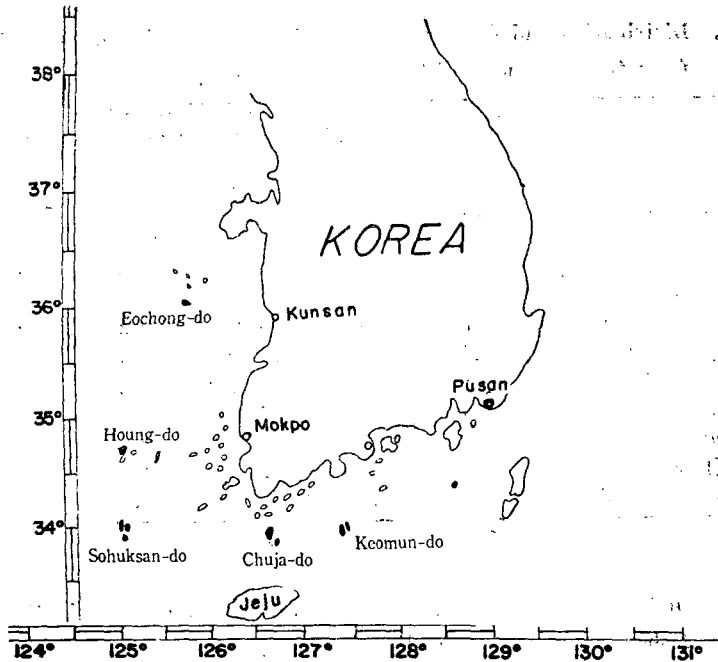 38°
37°
KOREA
36°
Eochong-do
Kunsan
Pusan
35°
Houng-do
Mokpo
34°
Sohuksan-do
Chuja-do
Keomun-do
Jeju
124°
125°
126°
127°
128°
129°
130°
131°